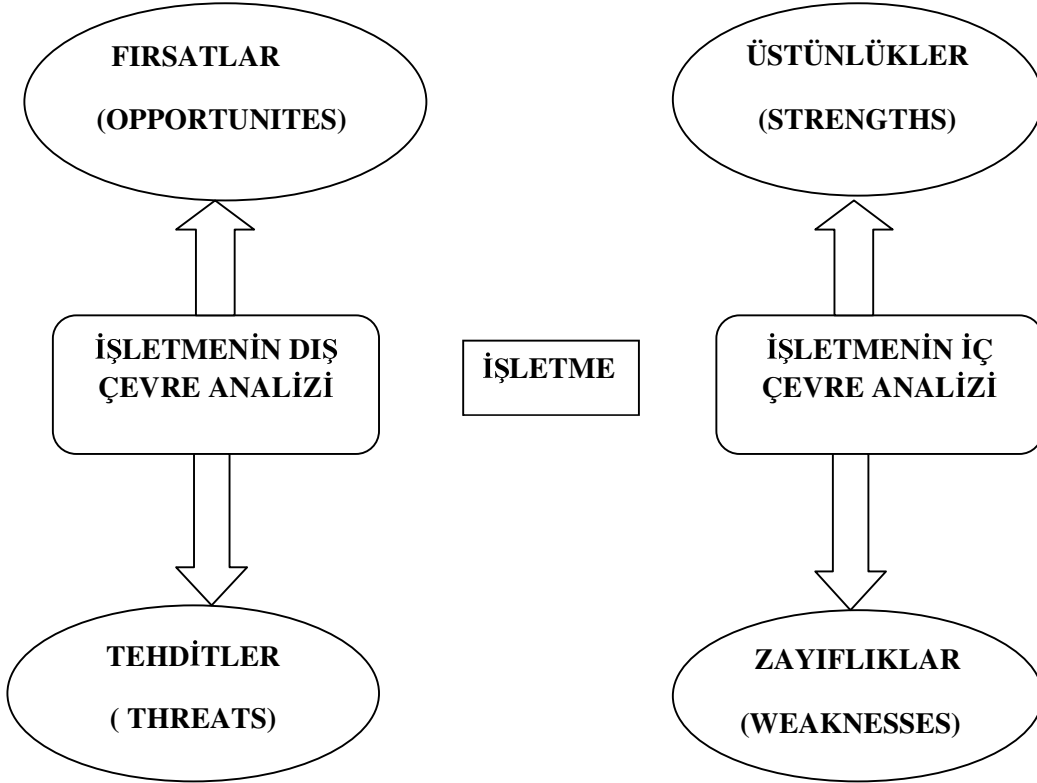 FIRSATLAR
(OPPORTUNITES)
ÜSTÜNLÜKLER
(STRENGTHS)
İŞLETMENİN DIŞ
ÇEVRE ANALİZİ
İŞLETME
İŞLETMENİN İÇ
ÇEVRE ANALİZİ
TEHDİTLER
( THREATS)
ZAYIFLIKLAR
(WEAKNESSES)